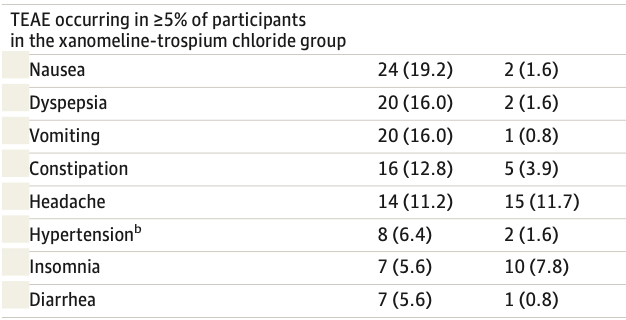 TEAE occurring in ≥5% of participants
in the xanomeline-trospium chloride group
Nausea 24 (19.2) 2 (1.6)
Dyspepsia 20 (16.0) 2 (1.6)
Vomiting 20 (16.0) 1 (0.8)
Constipation 16 (12.8) 5 (3.9)
Headache 14 (11.2) 15 (11.7)
Hypertensionᵇ 8 (6.4) 2 (1.6)
Insomnia 7 (5.6) 10 (7.8)
Diarrhea 7 (5.6) 1 (0.8)